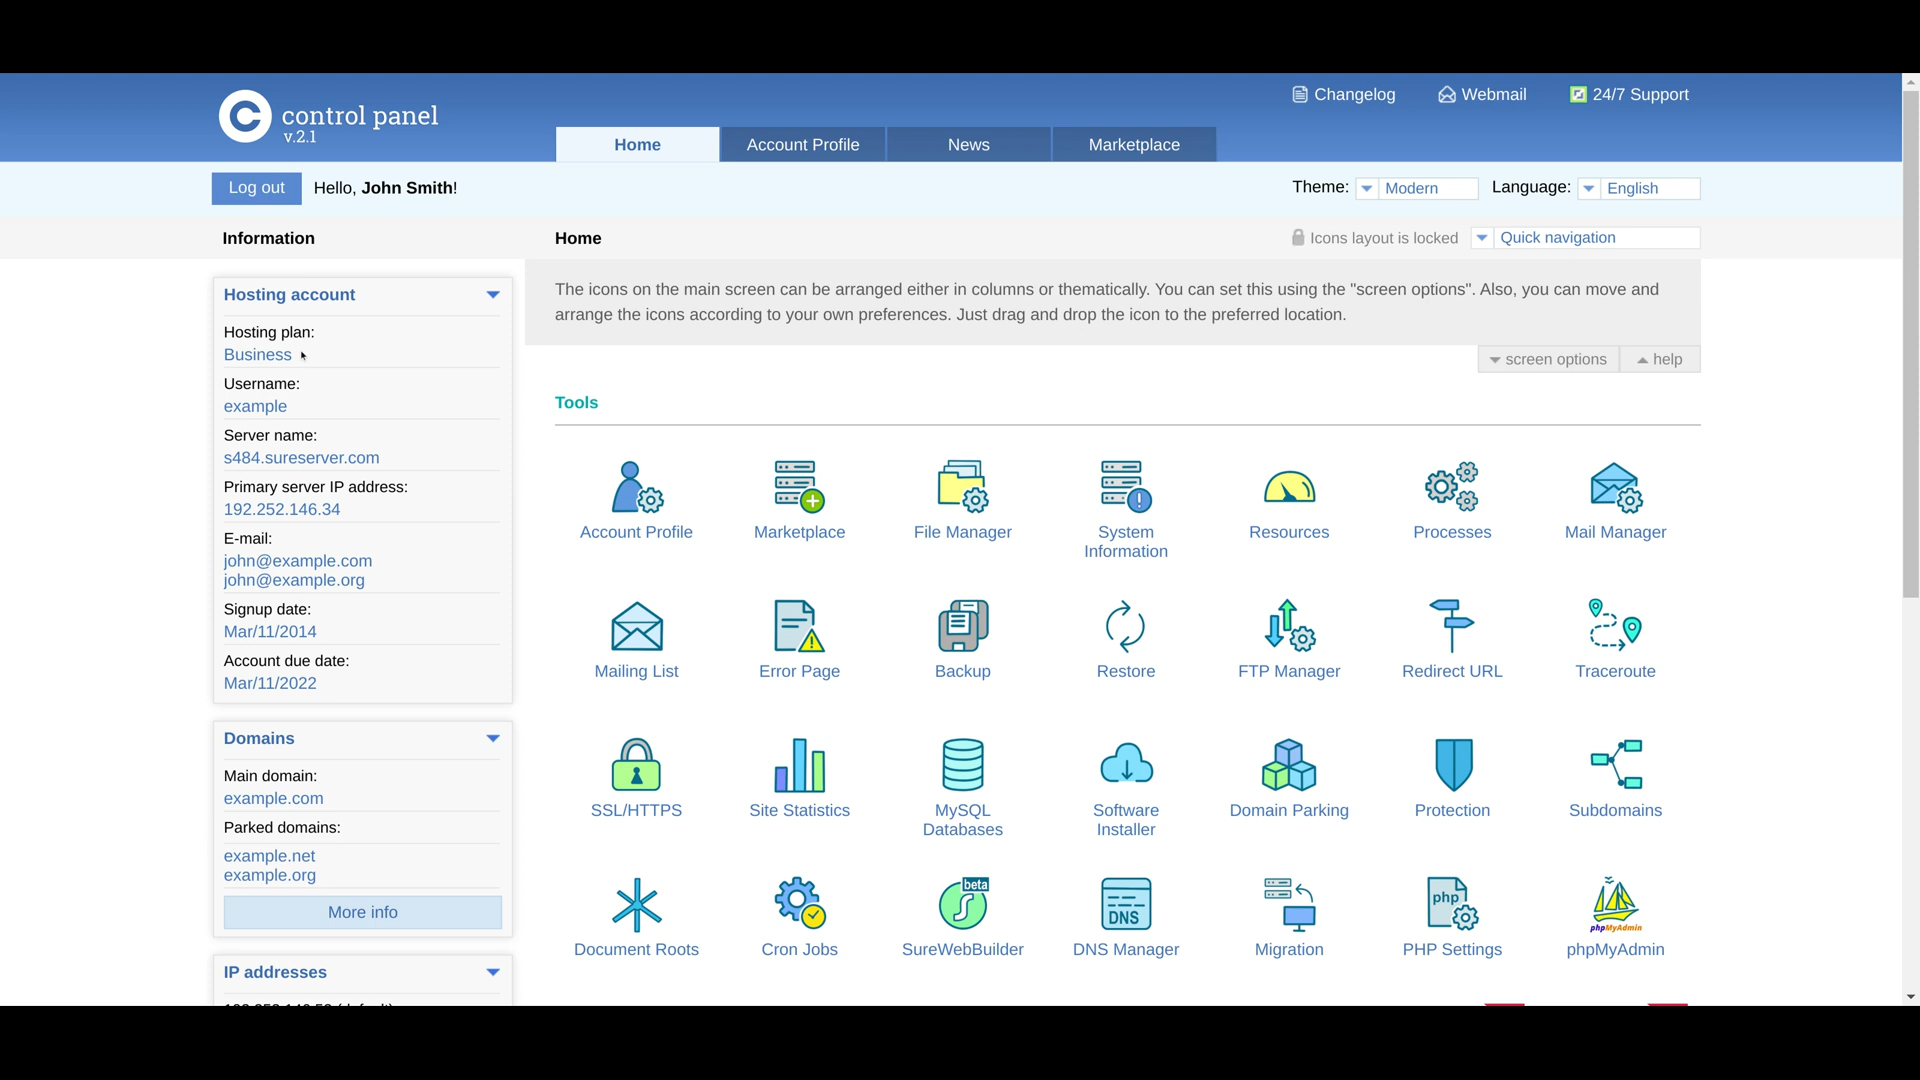 control panel
v.2.1
Changelog
Webmail
24/7 Support
Home
Account Profile
News
Marketplace
Log out
Hello, John Smith!
Theme:
Modern
Language:
English
Information
Home
Icons layout is locked
Quick navigation
Hosting account
Hosting plan:
Business
Username:
example
Server name:
s484.sureserver.com
Primary server IP address:
192.252.146.34
E-mail:
john@example.com
john@example.org
Signup date:
Mar/11/2014
Account due date:
Mar/11/2022
Domains
Main domain:
example.com
Parked domains:
example.net
example.org
More info
IP addresses
The icons on the main screen can be arranged either in columns or thematically. You can set this using the "screen options". Also, you can move and
arrange the icons according to your own preferences. Just drag and drop the icon to the preferred location.
screen options
help
Tools
Account Profile
Marketplace
File Manager
System
Information
Resources
Processes
Mail Manager
Mailing List
Error Page
Backup
Restore
FTP Manager
Redirect URL
Traceroute
SSL/HTTPS
Site Statistics
MySQL
Databases
Software
Installer
Domain Parking
Protection
Subdomains
Document Roots
Cron Jobs
beta
SureWebBuilder
DNS
DNS Manager
Migration
php
PHP Settings
phpMyAdmin
phpMyAdmin